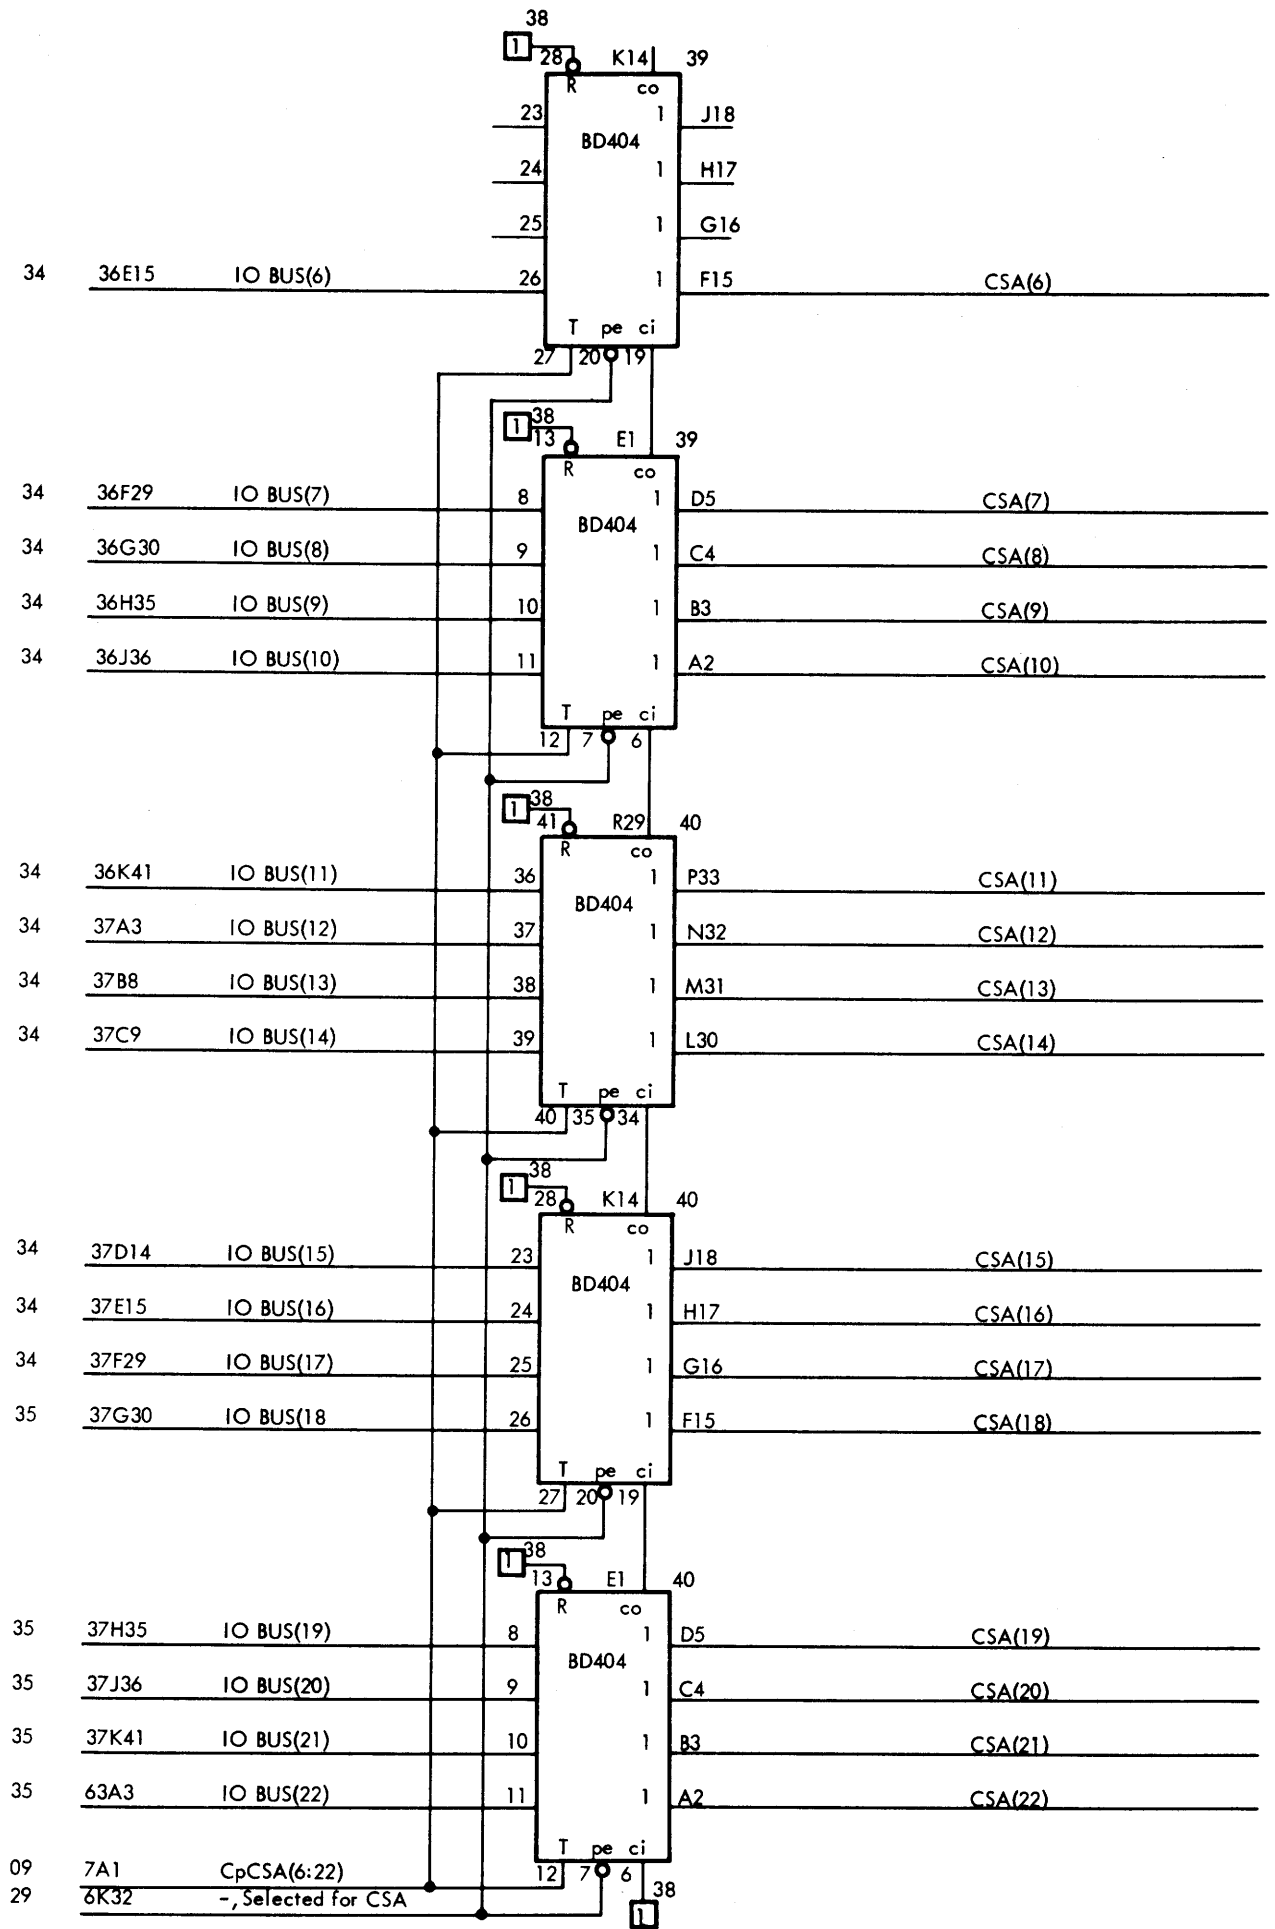 38
1 28 K14 39
R co
23 1 J18
BD404
24 1 H17
25 1 G16
34 36E15 IO BUS(6) 26 1 F15 CSA(6)
T pe ci
27 20 19
1 38
13 E1 39
R co
34 36F29 IO BUS(7) 8 1 D5 CSA(7)
BD404
34 36G30 IO BUS(8) 9 1 C4 CSA(8)
34 36H35 IO BUS(9) 10 1 B3 CSA(9)
34 36J36 IO BUS(10) 11 1 A2 CSA(10)
T pe ci
12 7 6
1 38
41 R29 40
R co
34 36K41 IO BUS(11) 36 1 P33 CSA(11)
BD404
34 37A3 IO BUS(12) 37 1 N32 CSA(12)
34 37B8 IO BUS(13) 38 1 M31 CSA(13)
34 37C9 IO BUS(14) 39 1 L30 CSA(14)
T pe ci
40 35 34
38
1 28 K14 40
R co
34 37D14 IO BUS(15) 23 1 J18 CSA(15)
BD404
34 37E15 IO BUS(16) 24 1 H17 CSA(16)
34 37F29 IO BUS(17) 25 1 G16 CSA(17)
35 37G30 IO BUS(18 26 1 F15 CSA(18)
T pe ci
27 20 19
1 38
13 E1 40
R co
35 37H35 IO BUS(19) 8 1 D5 CSA(19)
BD404
35 37J36 IO BUS(20) 9 1 C4 CSA(20)
35 37K41 IO BUS(21) 10 1 B3 CSA(21)
35 63A3 IO BUS(22) 11 1 A2 CSA(22)
T pe ci
09 7A1 CpCSA(6:22) 12 7 6
29 6K32 -, Selected for CSA 38
1